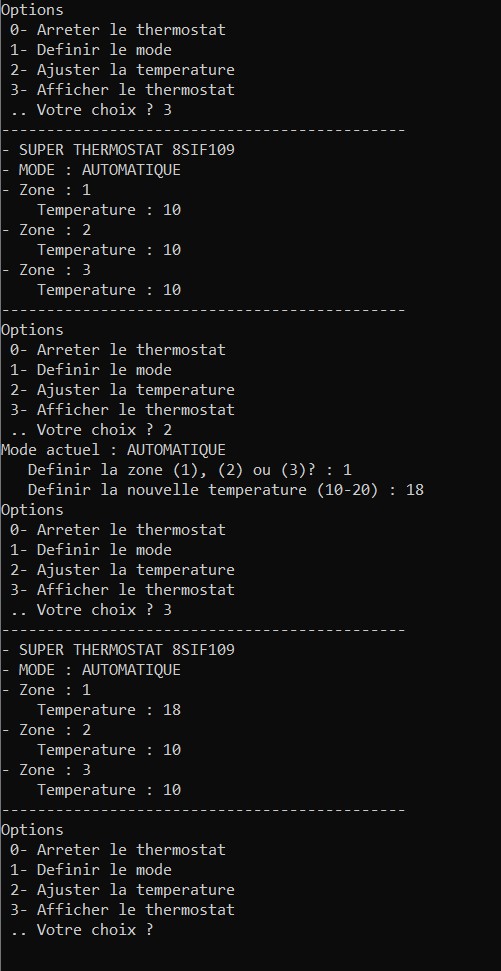 Options
 0- Arreter le thermostat
 1- Definir le mode
 2- Ajuster la temperature
 3- Afficher le thermostat
 .. Votre choix ? 3
---------------------------------------------
- SUPER THERMOSTAT 8SIF109
- MODE : AUTOMATIQUE
- Zone : 1
    Temperature : 10
- Zone : 2
    Temperature : 10
- Zone : 3
    Temperature : 10
---------------------------------------------
Options
 0- Arreter le thermostat
 1- Definir le mode
 2- Ajuster la temperature
 3- Afficher le thermostat
 .. Votre choix ? 2
Mode actuel : AUTOMATIQUE
   Definir la zone (1), (2) ou (3)? : 1
   Definir la nouvelle temperature (10-20) : 18
Options
 0- Arreter le thermostat
 1- Definir le mode
 2- Ajuster la temperature
 3- Afficher le thermostat
 .. Votre choix ? 3
---------------------------------------------
- SUPER THERMOSTAT 8SIF109
- MODE : AUTOMATIQUE
- Zone : 1
    Temperature : 18
- Zone : 2
    Temperature : 10
- Zone : 3
    Temperature : 10
---------------------------------------------
Options
 0- Arreter le thermostat
 1- Definir le mode
 2- Ajuster la temperature
 3- Afficher le thermostat
 .. Votre choix ?